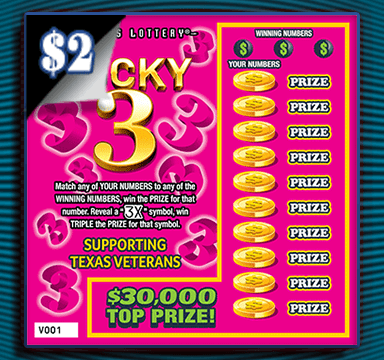 $2
S LOTTERY®
WINNING NUMBERS
$ $ $
YOUR NUMBERS
CKY
3
PRIZE
PRIZE
PRIZE
PRIZE
PRIZE
PRIZE
PRIZE
PRIZE
PRIZE
PRIZE
Match any of YOUR NUMBERS to any of the
WINNING NUMBERS, win the PRIZE for that
number. Reveal a "3X" symbol, win
TRIPLE the PRIZE for that symbol.
SUPPORTING
TEXAS VETERANS
$30,000
TOP PRIZE!
V001